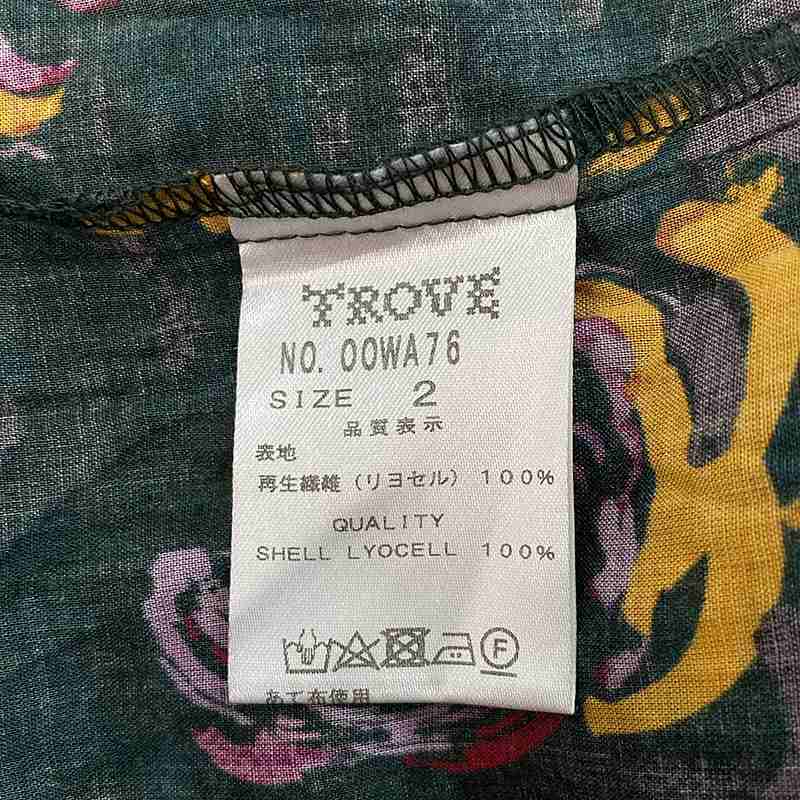 TROVE
NO. 00WA76
SIZE 2
品質表示
表地
再生繊維（リヨセル）100%
QUALITY
SHELL LYOCELL 100%
F
あて布使用